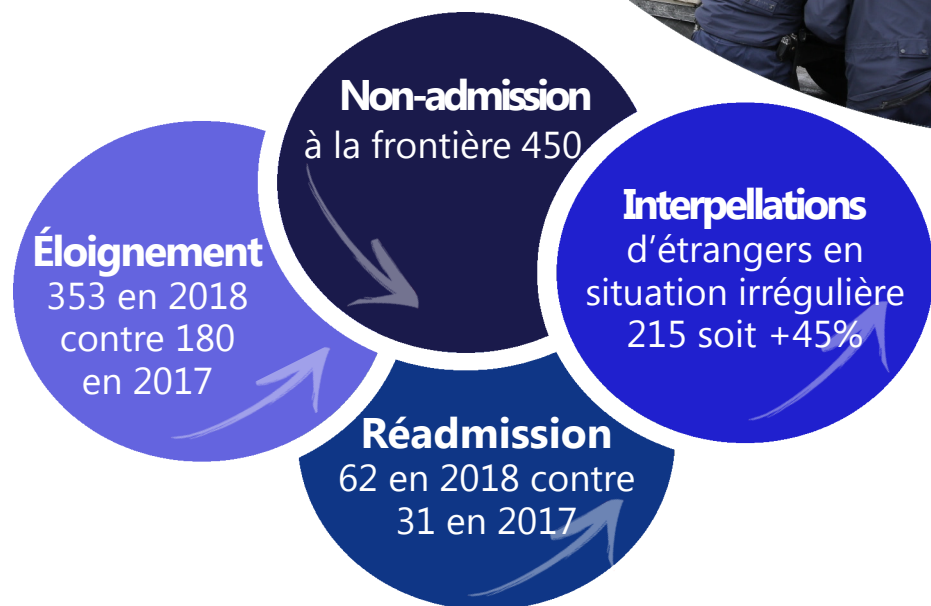 Non-admission
à la frontière 450
Interpellations
d’étrangers en
situation irrégulière
215 soit +45%
Éloignement
353 en 2018
contre 180
en 2017
Réadmission
62 en 2018 contre
31 en 2017